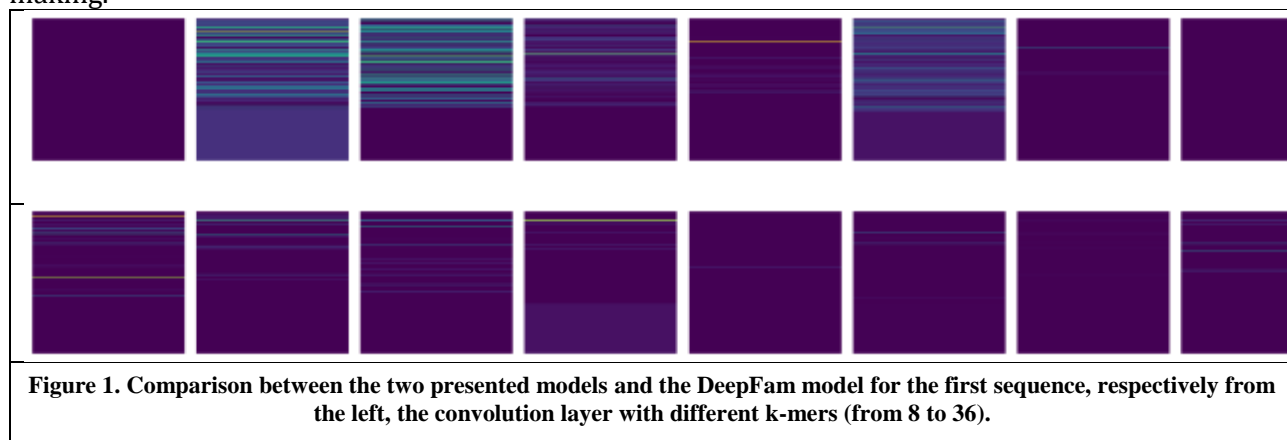 making.
Figure 1. Comparison between the two presented models and the DeepFam model for the first sequence, respectively from
the left, the convolution layer with different k-mers (from 8 to 36).